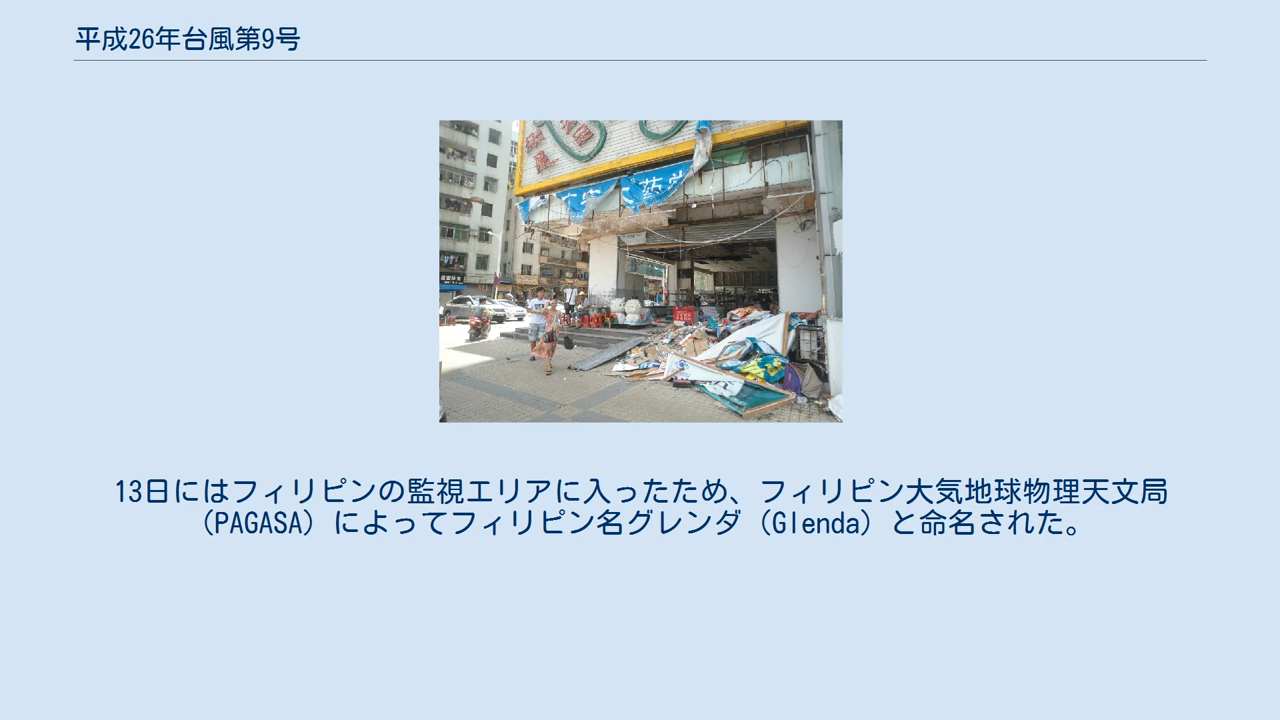 平成26年台風第9号
药
13日にはフィリピンの監視エリアに入ったため、フィリピン大気地球物理天文局
（PAGASA）によってフィリピン名グレンダ（Glenda）と命名された。